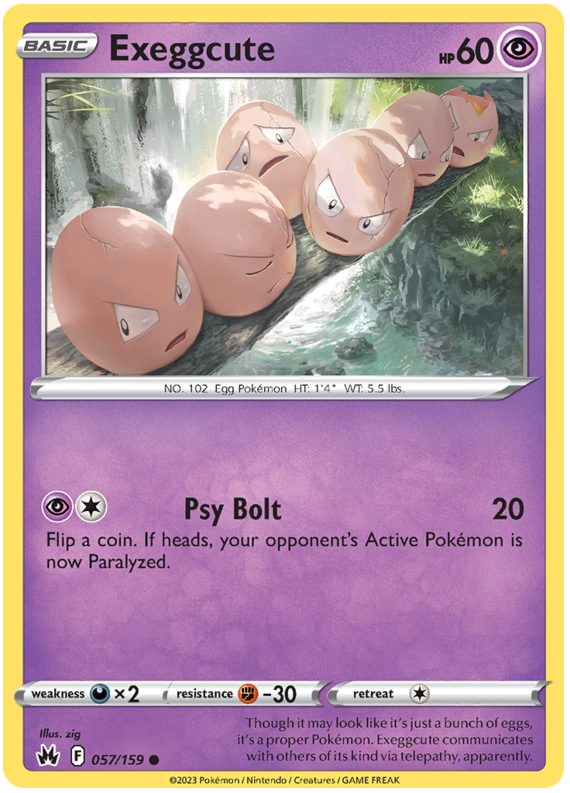 BASIC Exeggcute HP60
NO. 102 Egg Pokémon HT: 1'4" WT: 5.5 lbs.
Psy Bolt 20
Flip a coin. If heads, your opponent's Active Pokémon is
now Paralyzed.
weakness ×2 resistance -30 retreat
Illus. zig
Though it may look like it's just a bunch of eggs,
it's a proper Pokémon. Exeggcute communicates
with others of its kind via telepathy, apparently.
F 057/159
©2023 Pokémon / Nintendo / Creatures / GAME FREAK